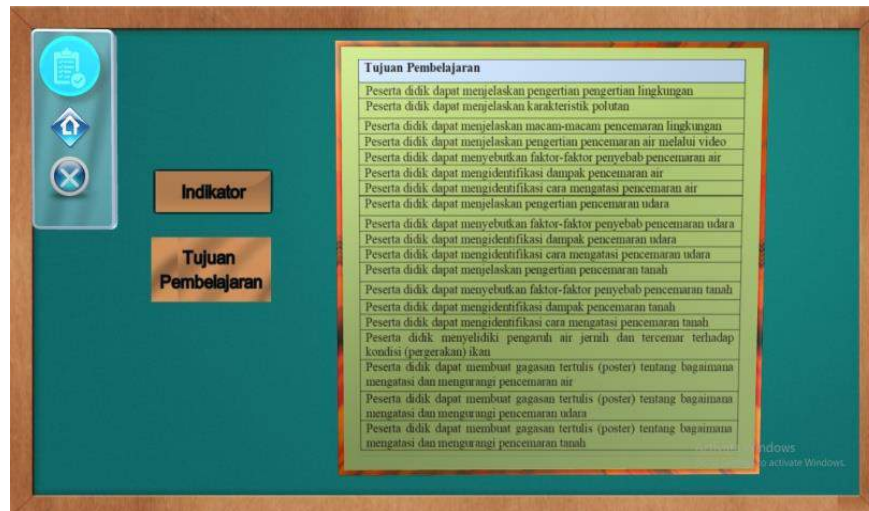 Indikator
Tujuan
Pembelajaran
Tujuan Pembelajaran
Peserta didik dapat menjelaskan pengertian pengertian lingkungan
Peserta didik dapat menjelaskan karakteristik polutan
Peserta didik dapat menjelaskan macam-macam pencemaran lingkungan
Peserta didik dapat menjelaskan pengertian pencemaran air melalui video
Peserta didik dapat menyebutkan faktor-faktor penyebab pencemaran air
Peserta didik dapat mengidentifikasi dampak pencemaran air
Peserta didik dapat mengidentifikasi cara mengatasi pencemaran air
Peserta didik dapat menjelaskan pengertian pencemaran udara
Peserta didik dapat menyebutkan faktor-faktor penyebab pencemaran udara
Peserta didik dapat mengidentifikasi dampak pencemaran udara
Peserta didik dapat mengidentifikasi cara mengatasi pencemaran udara
Peserta didik dapat menjelaskan pengertian pencemaran tanah
Peserta didik dapat menyebutkan faktor-faktor penyebab pencemaran tanah
Peserta didik dapat mengidentifikasi dampak pencemaran tanah
Peserta didik dapat mengidentifikasi cara mengatasi pencemaran tanah
Peserta didik menyelidiki pengaruh air jernih dan tercemar terhadap
kondisi (pergerakan) ikan
Peserta didik dapat membuat gagasan tertulis (poster) tentang bagaimana
mengatasi dan mengurangi pencemaran air
Peserta didik dapat membuat gagasan tertulis (poster) tentang bagaimana
mengatasi dan mengurangi pencemaran udara
Peserta didik dapat membuat gagasan tertulis (poster) tentang bagaimana
mengatasi dan mengurangi pencemaran tanah
to activate Windows.